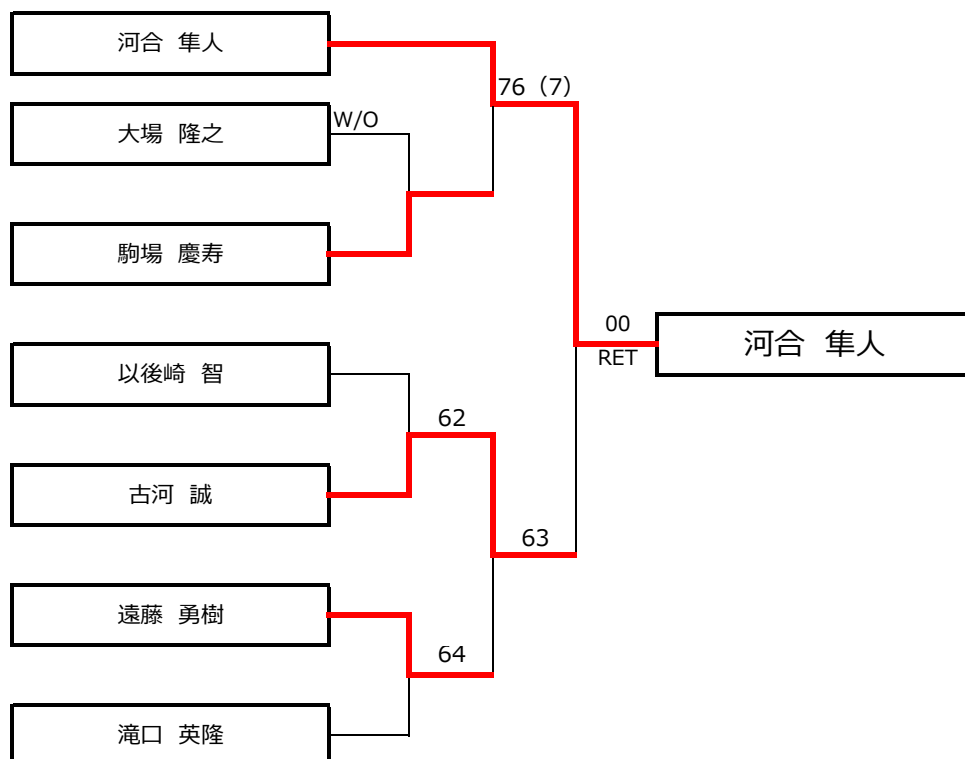 河合 隼人
76（7）
大場 隆之
W/O
駒場 慶寿
00
RET
河合 隼人
以後崎 智
62
古河 誠
63
遠藤 勇樹
64
滝口 英隆